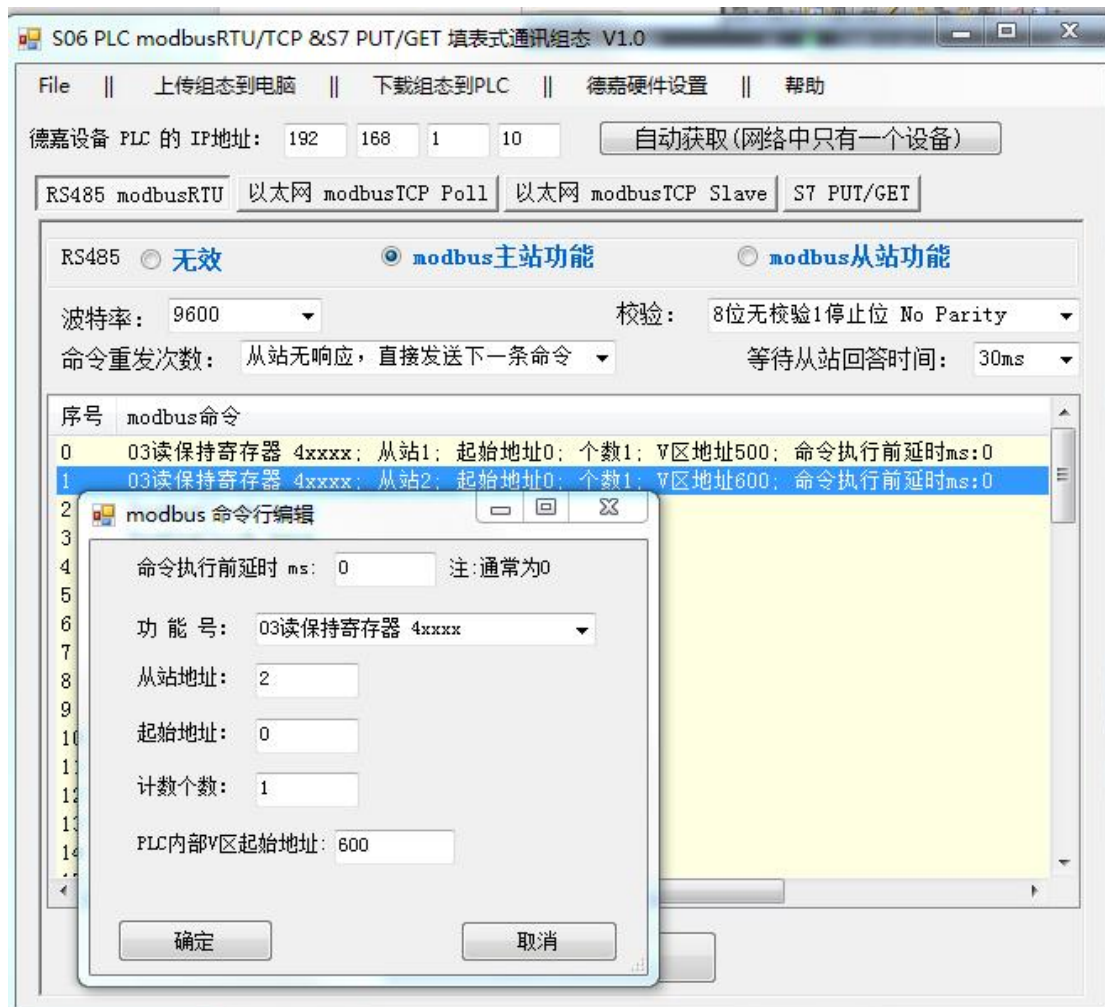 S06 PLC modbusRTU/TCP &S7 PUT/GET 填表式通讯组态 V1.0
File || 上传组态到电脑 || 下载组态到PLC || 德嘉硬件设置 || 帮助
德嘉设备 PLC 的 IP地址: 192 168 1 10 自动获取(网络中只有一个设备)
RS485 modbusRTU 以太网 modbusTCP Poll 以太网 modbusTCP Slave S7 PUT/GET
RS485 无效 modbus主站功能 modbus从站功能
波特率: 9600 校验: 8位无校验1停止位 No Parity
命令重发次数: 从站无响应，直接发送下一条命令 等待从站回答时间: 30ms
序号 modbus命令
0 03读保持寄存器 4xxxx; 从站1; 起始地址0; 个数1; V区地址500; 命令执行前延时ms:0
1 03读保持寄存器 4xxxx; 从站2; 起始地址0; 个数1; V区地址600; 命令执行前延时ms:0
2
3
4
5
6
7
8
9
10
11
12
13
14
modbus 命令行编辑
命令执行前延时 ms: 0 注:通常为0
功 能 号: 03读保持寄存器 4xxxx
从站地址: 2
起始地址: 0
计数个数: 1
PLC内部V区起始地址: 600
确定 取消